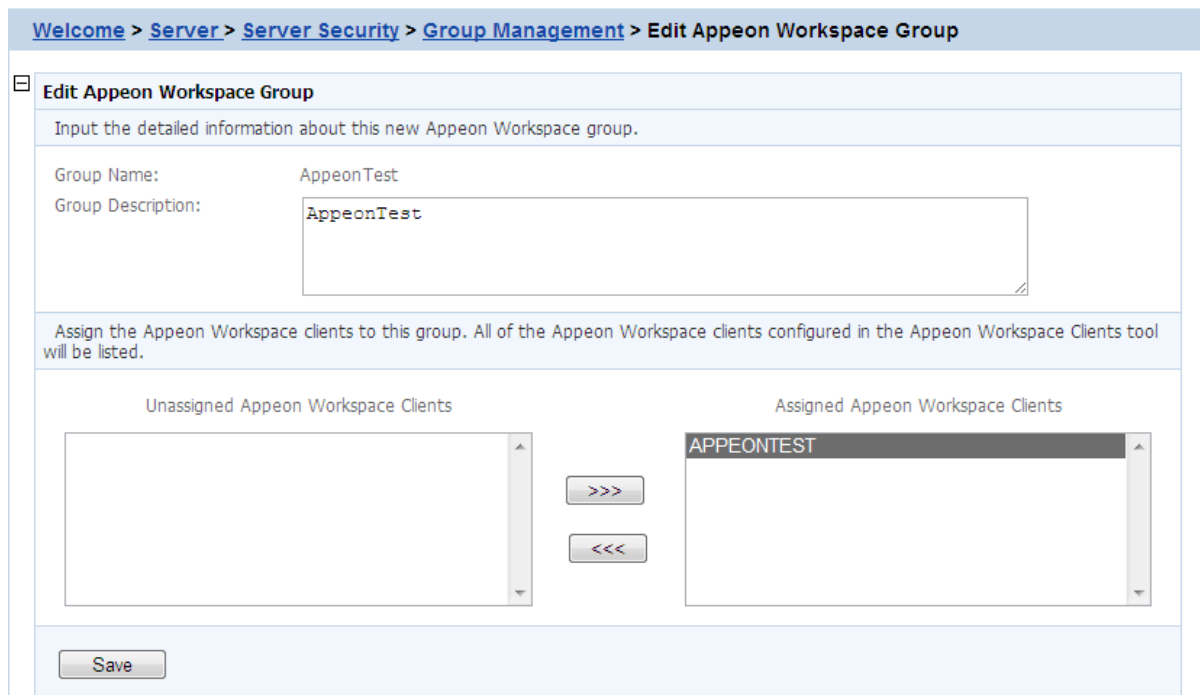 Welcome > Server > Server Security > Group Management > Edit Appeon Workspace Group
Edit Appeon Workspace Group
Input the detailed information about this new Appeon Workspace group.
Group Name: AppeonTest
Group Description: AppeonTest
Assign the Appeon Workspace clients to this group. All of the Appeon Workspace clients configured in the Appeon Workspace Clients tool
will be listed.
Unassigned Appeon Workspace Clients Assigned Appeon Workspace Clients
APPEONTEST
>>>
<<<
Save